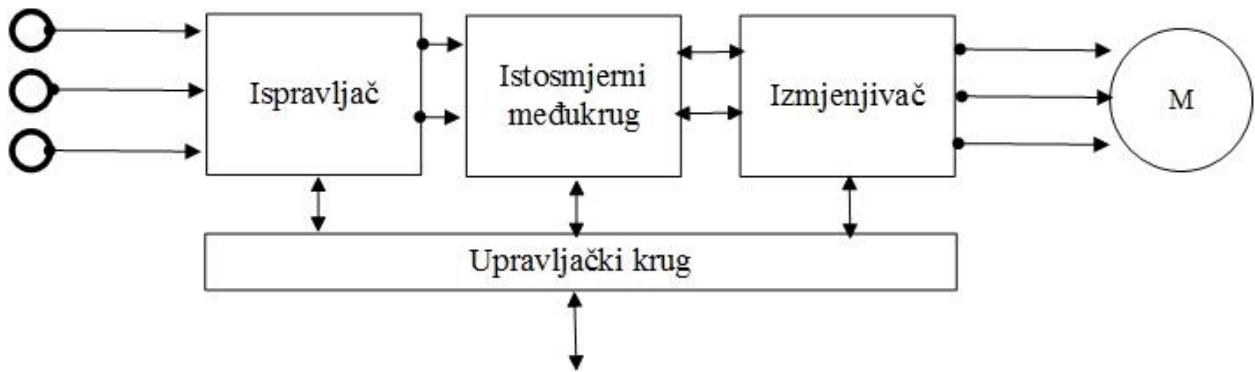 Ispravljač
Istosmjerni
međukrug
Izmjenjivač
M
Upravljački krug